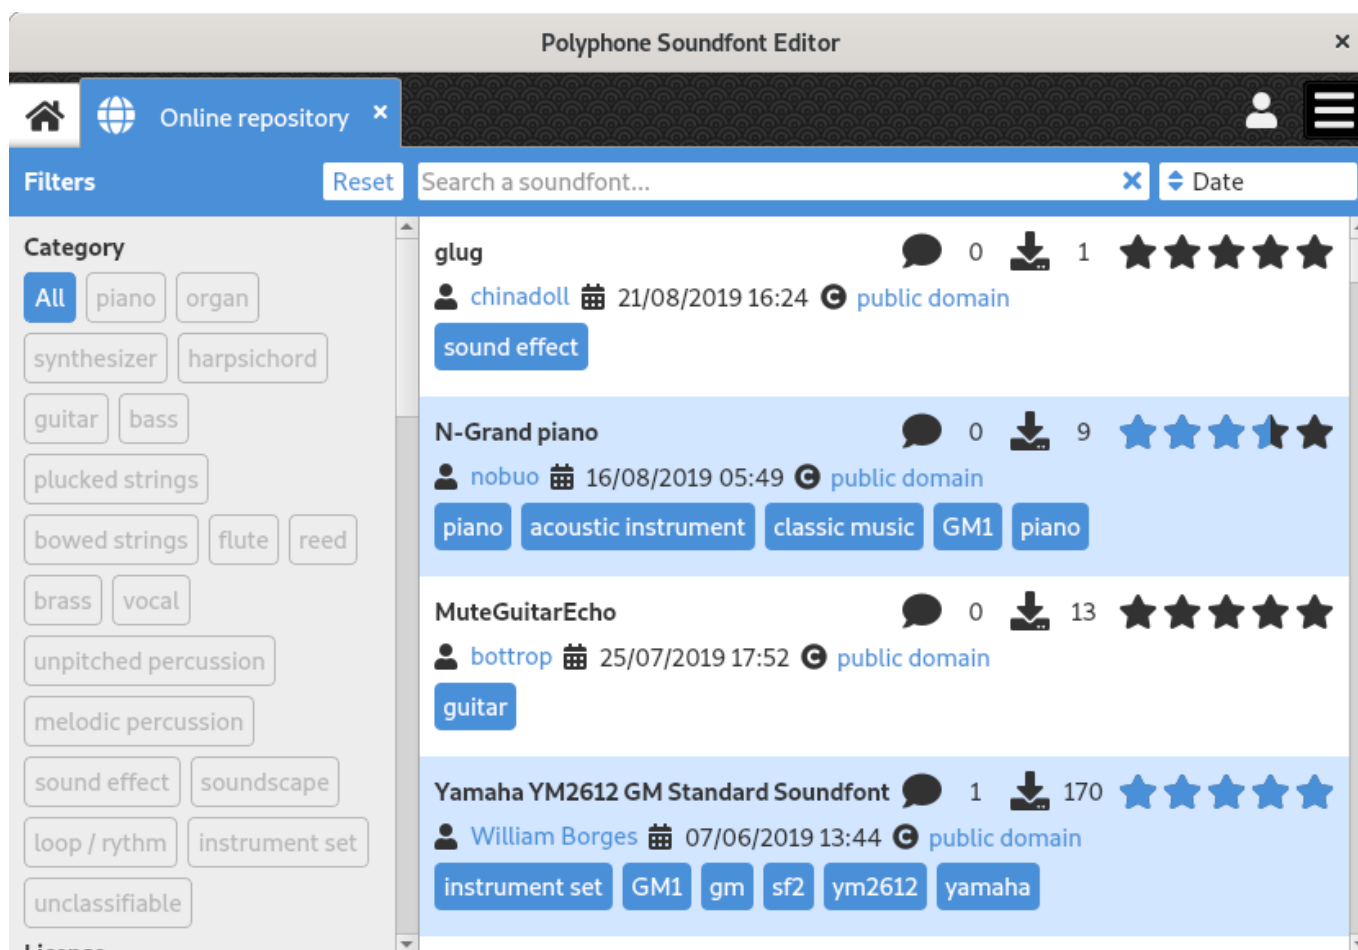 Polyphone Soundfont Editor
Online repository
Filters
Reset
Search a soundfont...
Date
Category
All piano organ
synthesizer harpsichord
guitar bass
plucked strings
bowed strings flute reed
brass vocal
unpitched percussion
melodic percussion
sound effect soundscape
loop / rythm instrument set
unclassifiable
glug 0 1
chinadoll 21/08/2019 16:24 public domain
sound effect
N-Grand piano 0 9
nobuo 16/08/2019 05:49 public domain
piano acoustic instrument classic music GM1 piano
MuteGuitarEcho 0 13
bottrop 25/07/2019 17:52 public domain
guitar
Yamaha YM2612 GM Standard Soundfont 1 170
William Borges 07/06/2019 13:44 public domain
instrument set GM1 gm sf2 ym2612 yamaha